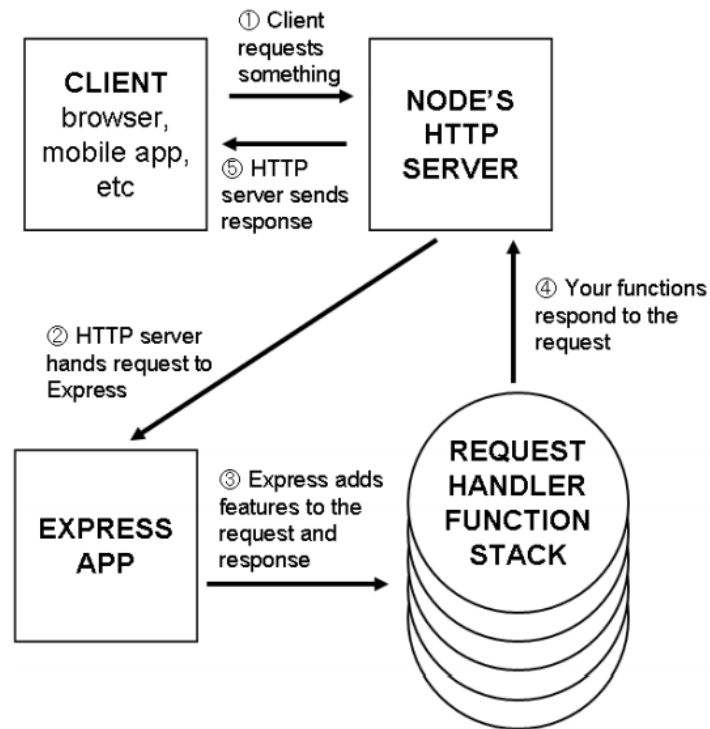 ① Client
requests
something
CLIENT
browser,
mobile app,
etc
NODE'S
HTTP
SERVER
⑤ HTTP
server sends
response
② HTTP server
hands request to
Express
④ Your functions
respond to the
request
EXPRESS
APP
③ Express adds
features to the
request and
response
REQUEST
HANDLER
FUNCTION
STACK